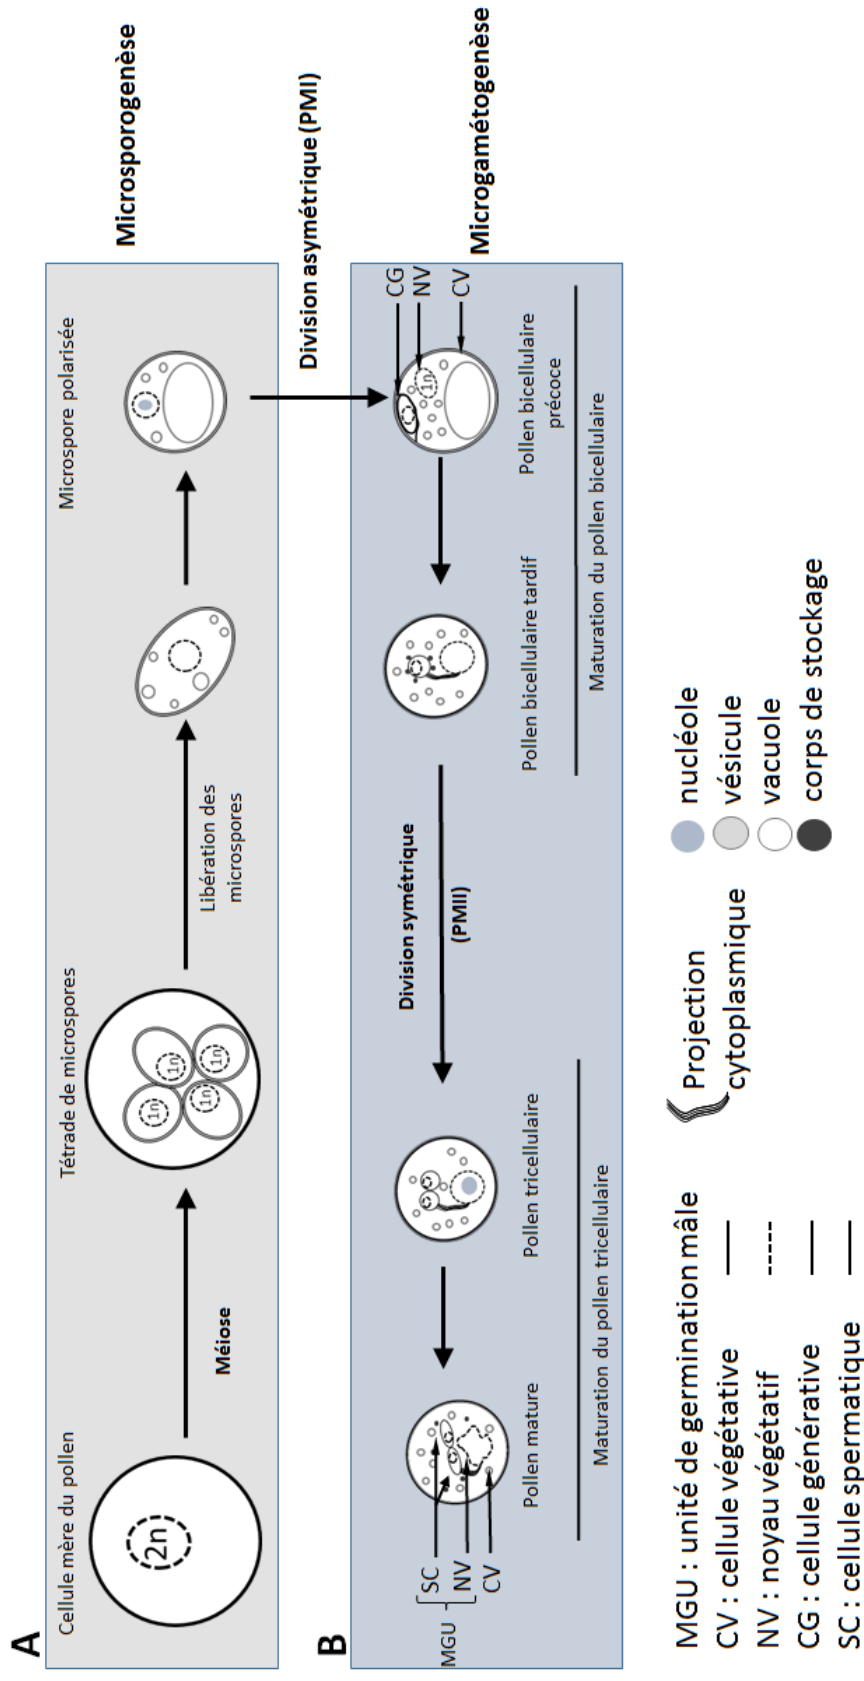 A
Microsporogenèse
Cellule mère du pollen
Tétrade de microspores
Microspore polarisée
2n
1n
1n
1n
1n
Méiose
Libération des
microspores
Division asymétrique (PMI)
B
Microgamétogenèse
MGU
SC
NV
CV
CG
NV
CV
1n
Division symétrique
(PMII)
Pollen mature
Pollen tricellulaire
Pollen bicellulaire tardif
Pollen bicellulaire
précoce
Maturation du pollen tricellulaire
Maturation du pollen bicellulaire
MGU : unité de germination mâle
CV : cellule végétative
NV : noyau végétatif
CG : cellule générative
SC : cellule spermatique
Projection
cytoplasmique
nucléole
vésicule
vacuole
corps de stockage